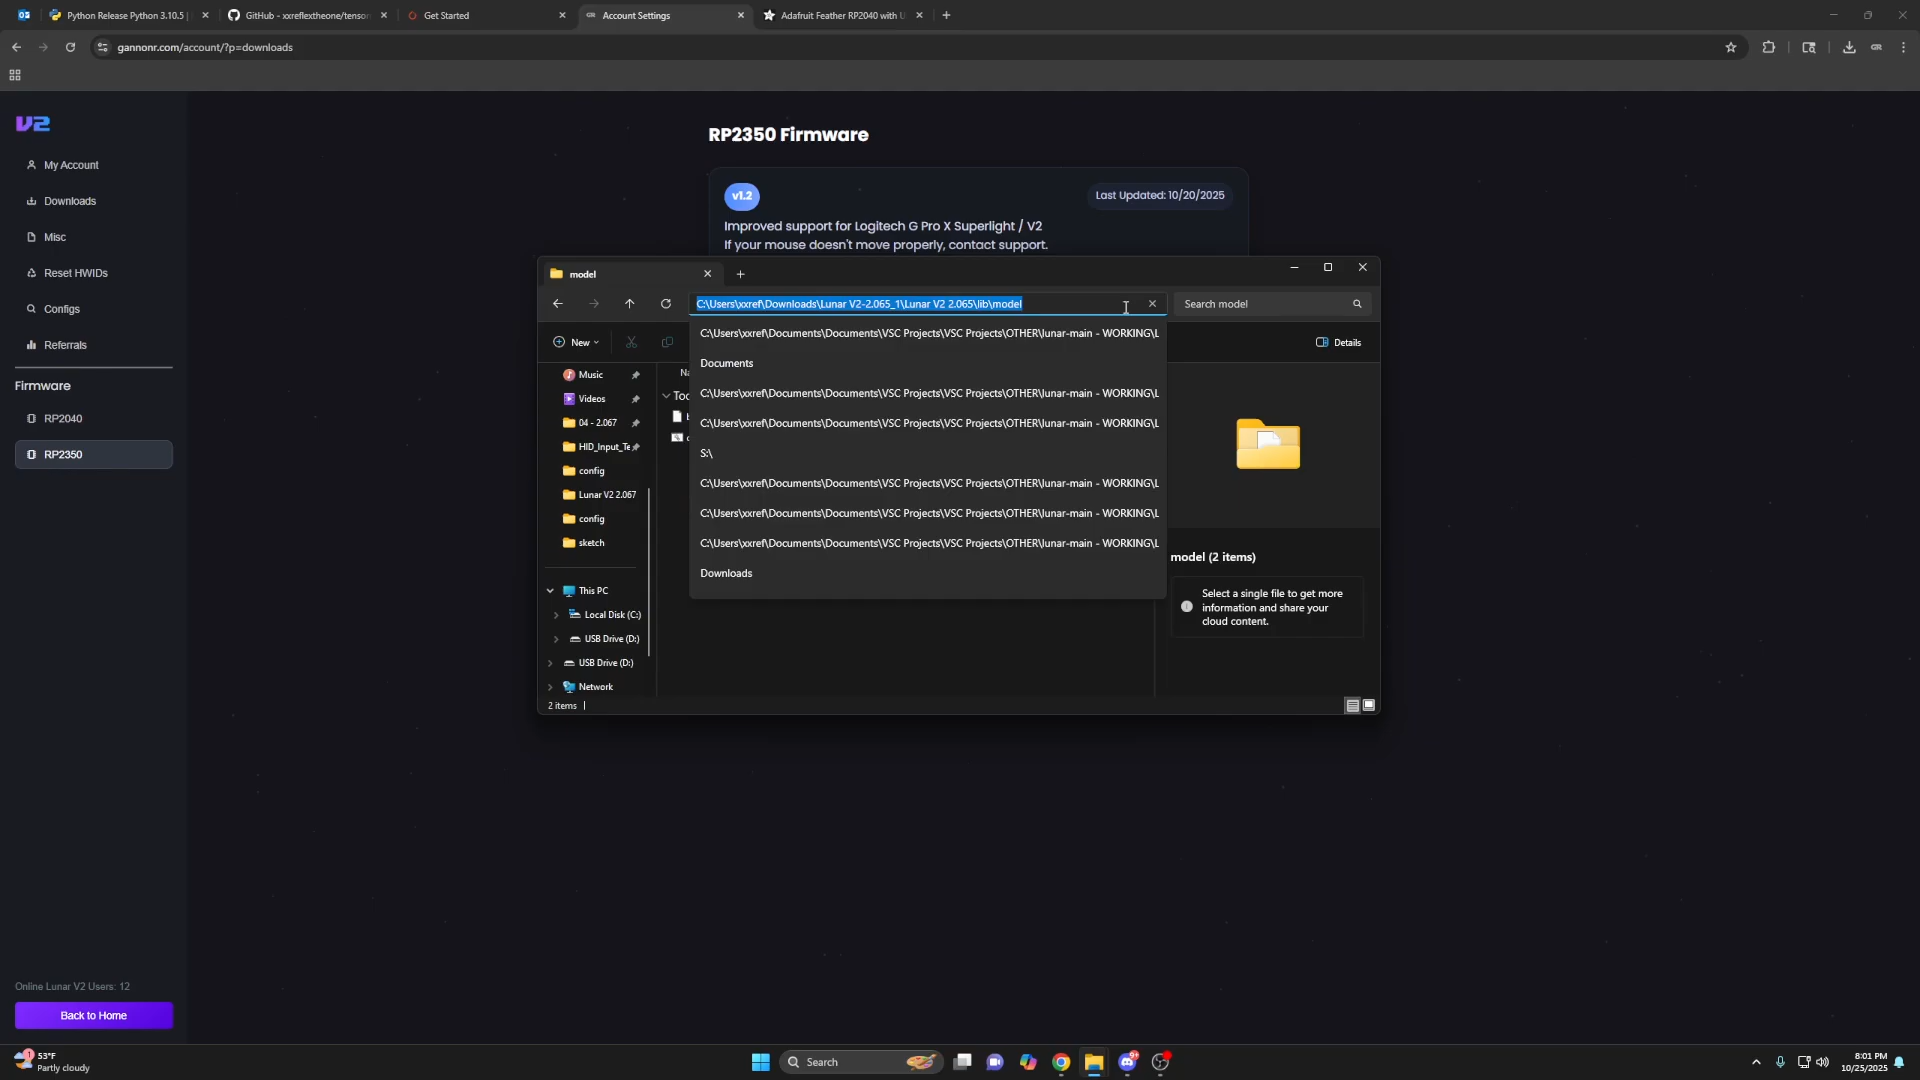 Python Release Python 3.10.5 |
GitHub - xxreflextheone/tensor
Get Started
Account Settings
Adafruit Feather RP2040 with U
gannonr.com/account/?p=downloads
V2
My Account
Downloads
Misc
Reset HWIDs
Configs
Referrals
Firmware
RP2040
RP2350
Online Lunar V2 Users: 12
Back to Home
RP2350 Firmware
v1.2
Last Updated: 10/20/2025
Improved support for Logitech G Pro X Superlight / V2
If your mouse doesn't move properly, contact support.
model
C:\Users\xxref\Downloads\Lunar V2-2.065_1\Lunar V2 2.065\lib\model
Search model
New
Details
C:\Users\xxref\Documents\Documents\VSC Projects\VSC Projects\OTHER\lunar-main - WORKING\L
Documents
C:\Users\xxref\Documents\Documents\VSC Projects\VSC Projects\OTHER\lunar-main - WORKING\L
C:\Users\xxref\Documents\Documents\VSC Projects\VSC Projects\OTHER\lunar-main - WORKING\L
S:\
C:\Users\xxref\Documents\Documents\VSC Projects\VSC Projects\OTHER\lunar-main - WORKING\L
C:\Users\xxref\Documents\Documents\VSC Projects\VSC Projects\OTHER\lunar-main - WORKING\L
C:\Users\xxref\Documents\Documents\VSC Projects\VSC Projects\OTHER\lunar-main - WORKING\L
Downloads
Music
Videos
04 - 2.067
HID_Input_Te
config
Lunar V2 2.067
config
sketch
This PC
Local Disk (C:)
USB Drive (D:)
USB Drive (D:)
Network
model (2 items)
Select a single file to get more
information and share your
cloud content.
2 items
53°F
Partly cloudy
Search
8:01 PM
10/25/2025